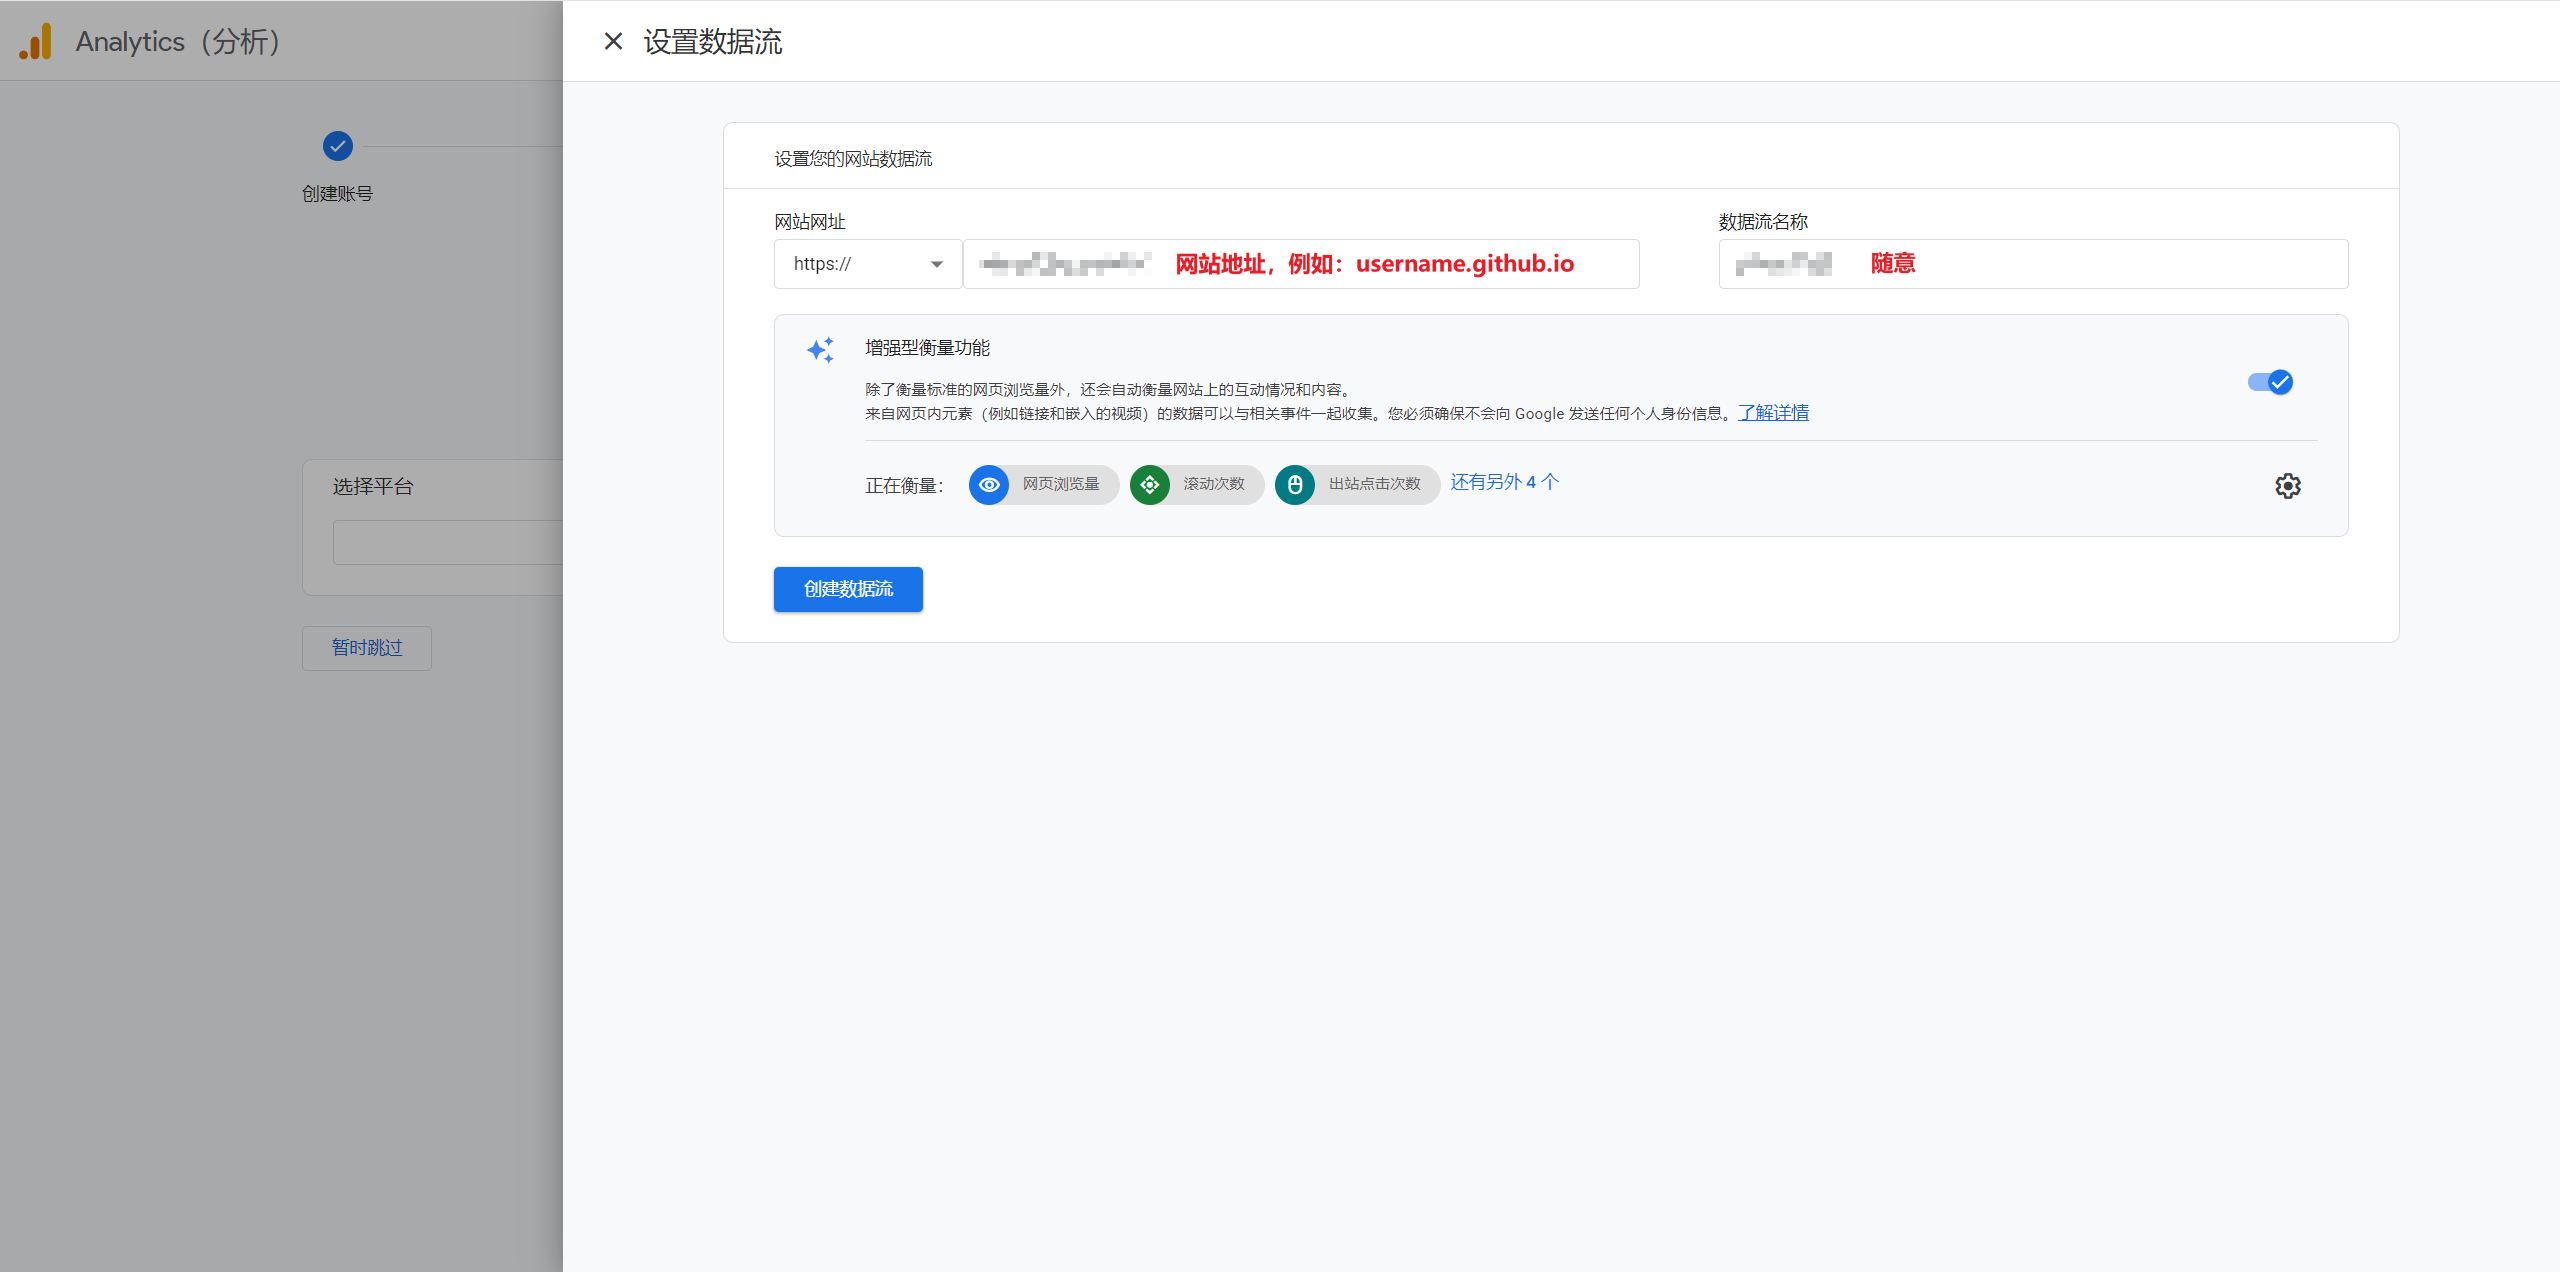 Analytics（分析）
设置数据流
创建账号
选择平台
暂时跳过
设置您的网站数据流
网站网址
数据流名称
https://
网站地址，例如：username.github.io
随意
增强型衡量功能
除了衡量标准的网页浏览量外，还会自动衡量网站上的互动情况和内容。
来自网页内元素（例如链接和嵌入的视频）的数据可以与相关事件一起收集。您必须确保不会向 Google 发送任何个人身份信息。了解详情
正在衡量： 网页浏览量 滚动次数 出站点击次数 还有另外 4 个
创建数据流